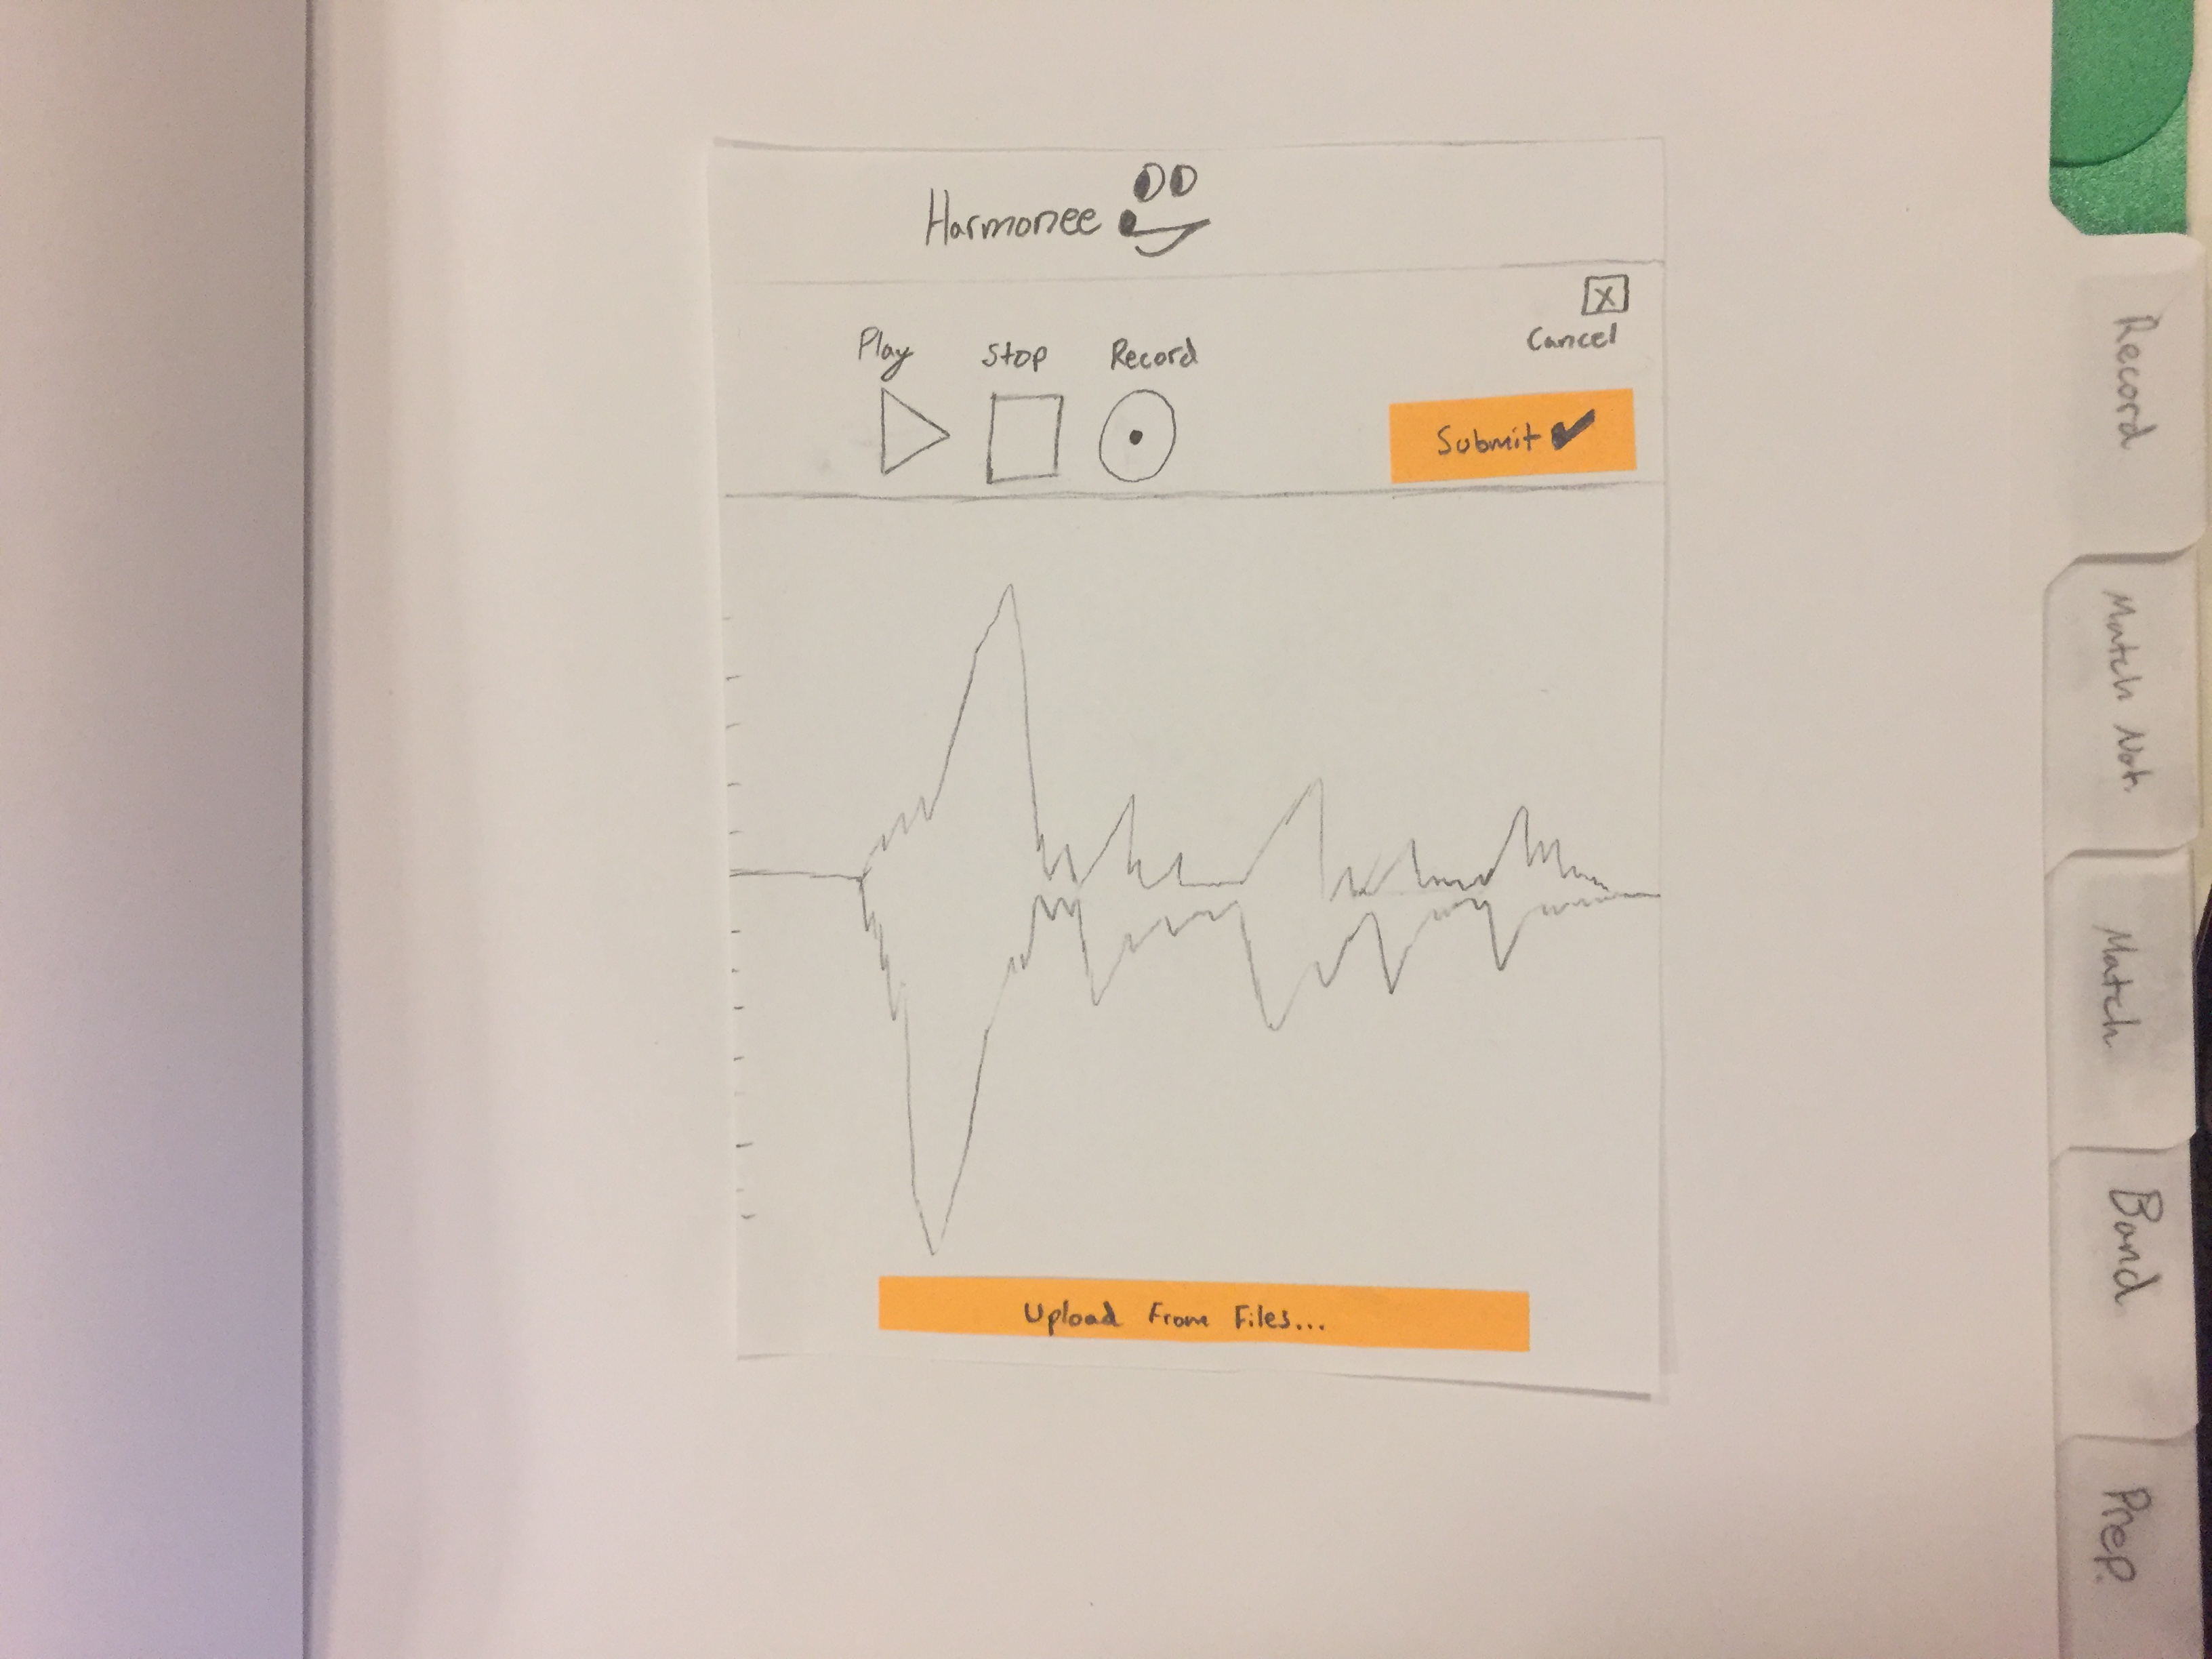 Harmonee
Cancel X
Play Stop Record
Submit
Upload from Files...
Record
Match Not.
Match
Band
Prep.